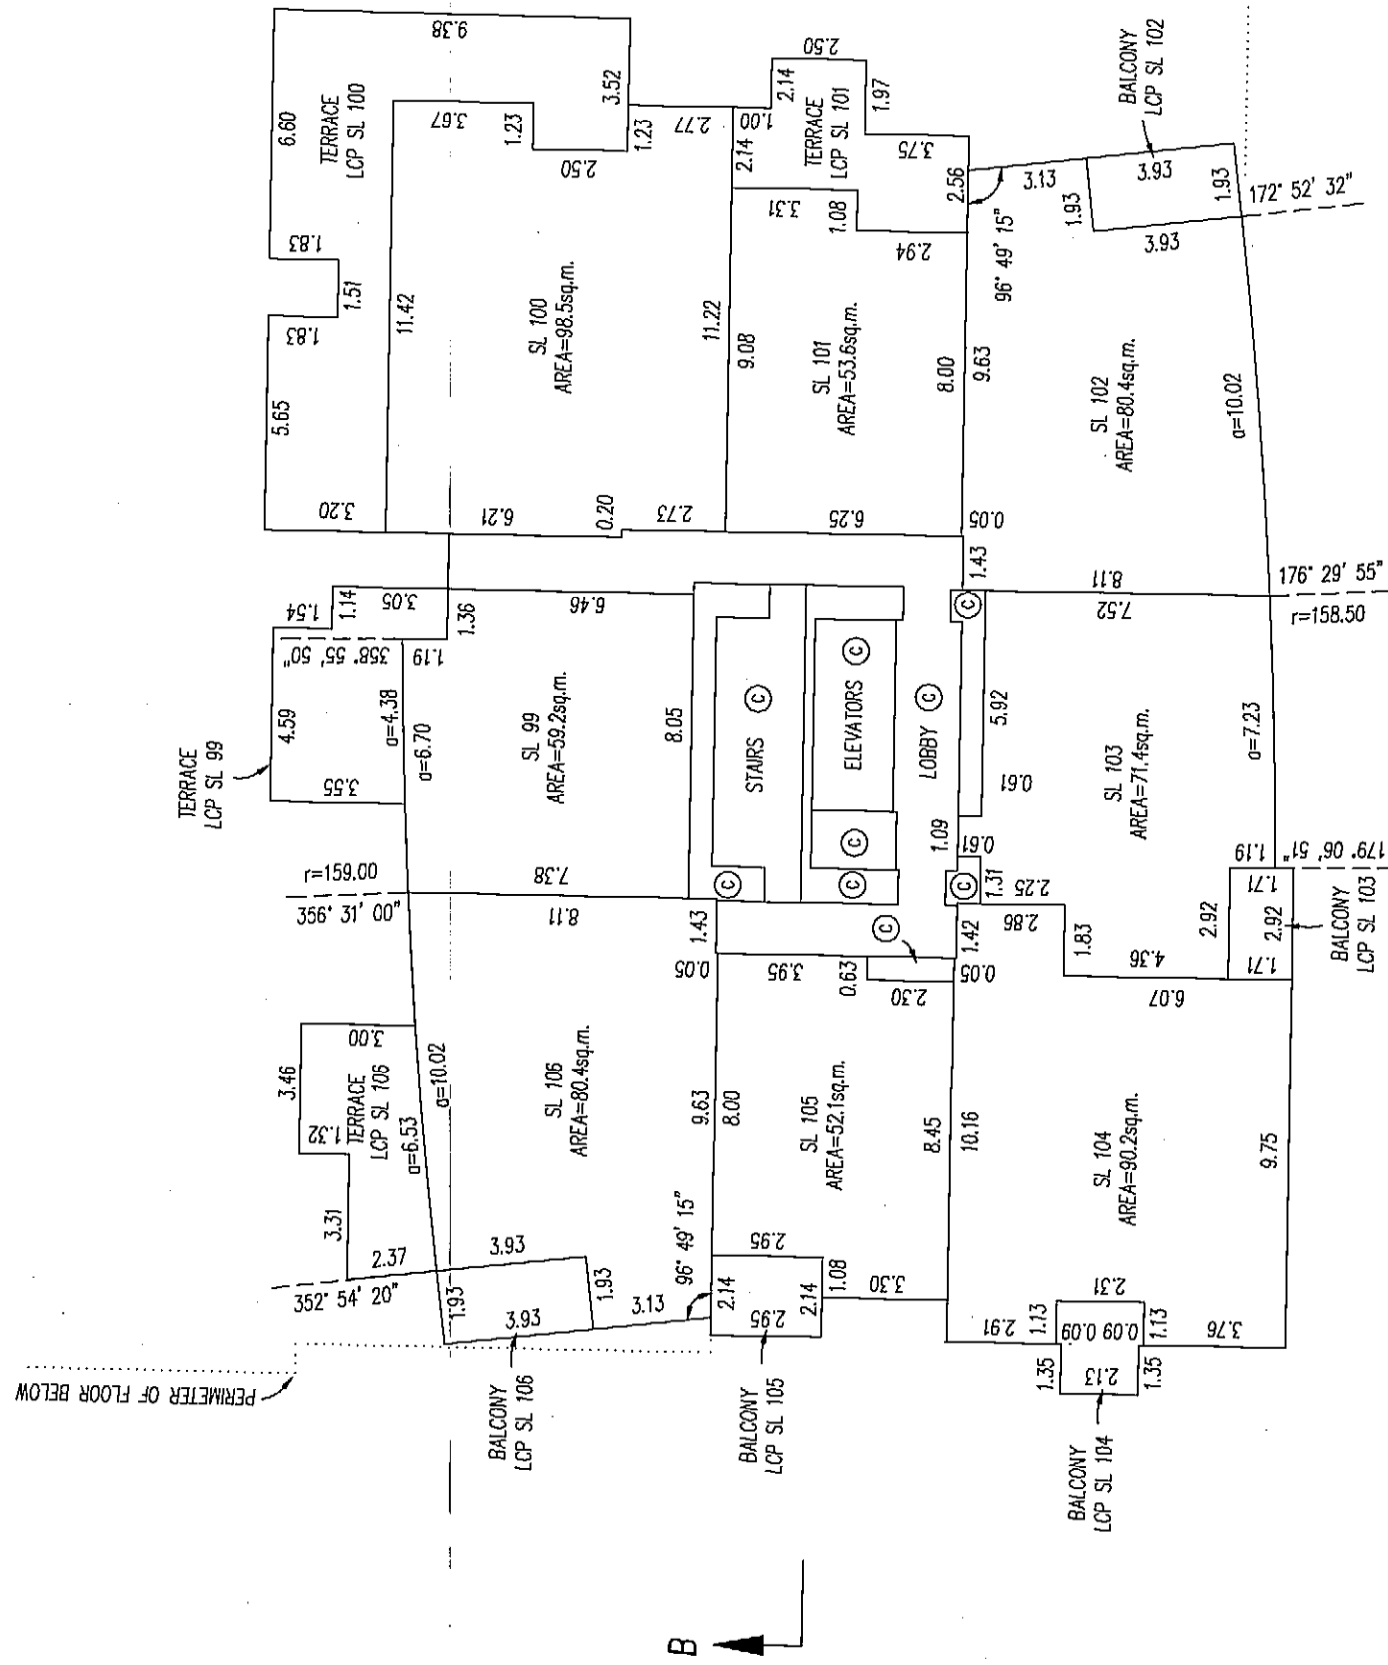 9.38
6.60
TERRACE
LCP SL 100
3.67
1.23
3.52
2.50
1.23
2.77
1.83
1.51
1.83
11.42
5.65
3.20
SL 100
AREA=98.5sq.m.
6.21
0.20
2.73
11.22
2.50
2.14
TERRACE
LCP SL 101
1.00
2.14
1.97
3.75
3.31
1.08
2.94
2.56
9.08
SL 101
AREA=53.6sq.m.
6.25
8.00
BALCONY
LCP SL 102
3.13
3.93
1.93
1.93
3.93
96° 49' 15"
172° 52' 32"
9.63
SL 102
AREA=80.4sq.m.
a=10.02
0.05
1.43
8.11
176° 29' 55"
r=158.50
7.52
1.54
1.14
3.05
358° 55' 50"
1.19
1.36
6.46
4.59
a=4.38
a=6.70
TERRACE
LCP SL 99
3.55
SL 99
AREA=59.2sq.m.
8.05
7.38
r=159.00
356° 31' 00"
STAIRS C
ELEVATORS C
LOBBY C
C
C
C
C
C
C
5.92
0.61
0.61
1.09
1.31
2.25
SL 103
AREA=71.4sq.m.
a=7.23
1.19
179° 06' 51"
1.71
2.92
2.92
1.71
BALCONY
LCP SL 103
8.11
1.43
0.05
3.95
0.63
2.30
1.42
0.05
2.86
1.83
4.36
6.07
3.00
3.46
1.32
TERRACE
LCP SL 106
a=6.53
a=10.02
3.31
2.37
352° 54' 20"
SL 106
AREA=80.4sq.m.
9.63
3.93
1.93
1.93
3.93
3.13
96° 49' 15"
BALCONY
LCP SL 106
8.00
SL 105
AREA=52.1sq.m.
8.45
2.95
2.14
2.14
2.95
1.08
3.30
BALCONY
LCP SL 105
10.16
SL 104
AREA=90.2sq.m.
9.75
2.91
1.13
2.31
1.13
0.09
0.09
3.76
1.35
2.13
1.35
BALCONY
LCP SL 104
PERIMETER OF FLOOR BELOW
B